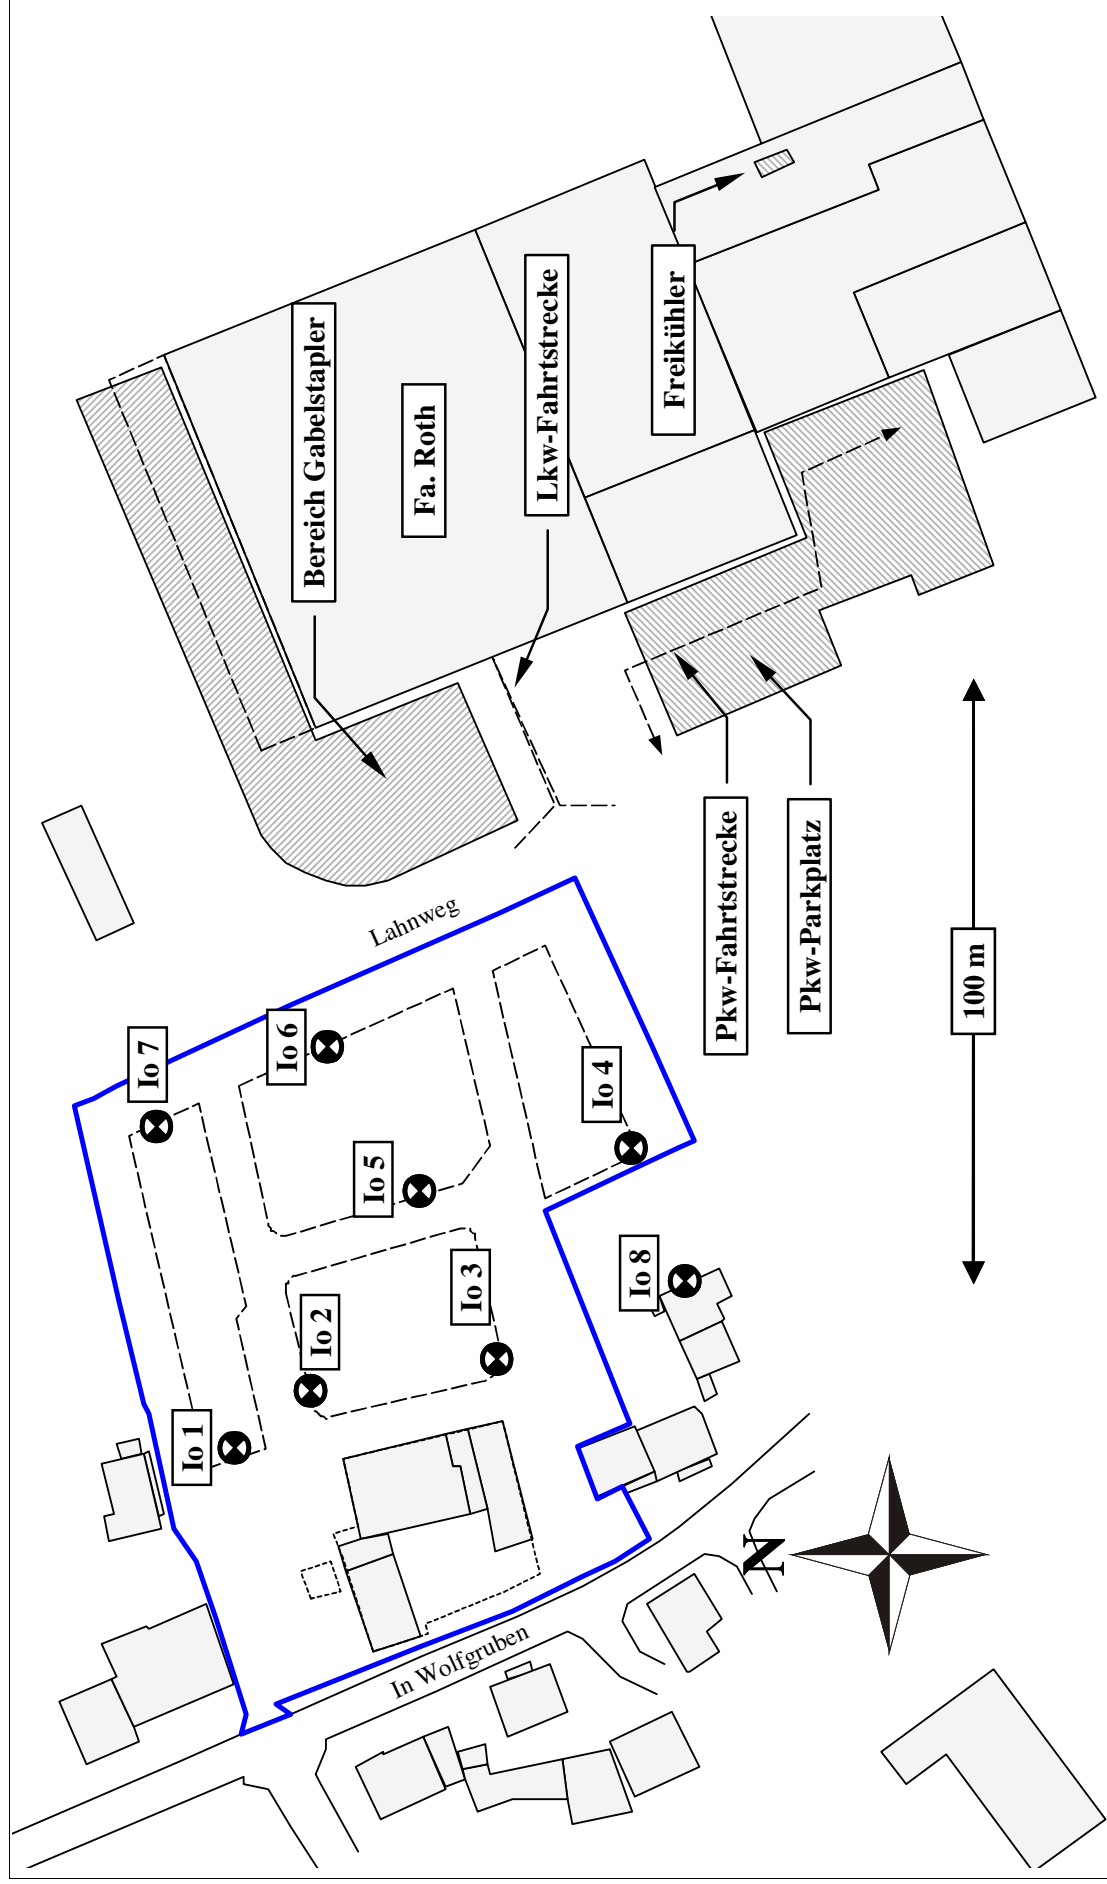 Freikühler
Lkw-Fahrtstrecke
Bereich Gabelstapler
Fa. Roth
Pkw-Fahrtstrecke
Pkw-Parkplatz
Lahnweg
100 m
Io 7
Io 6
Io 4
Io 5
Io 8
Io 3
Io 2
Io 1
N
In Wolfgruben